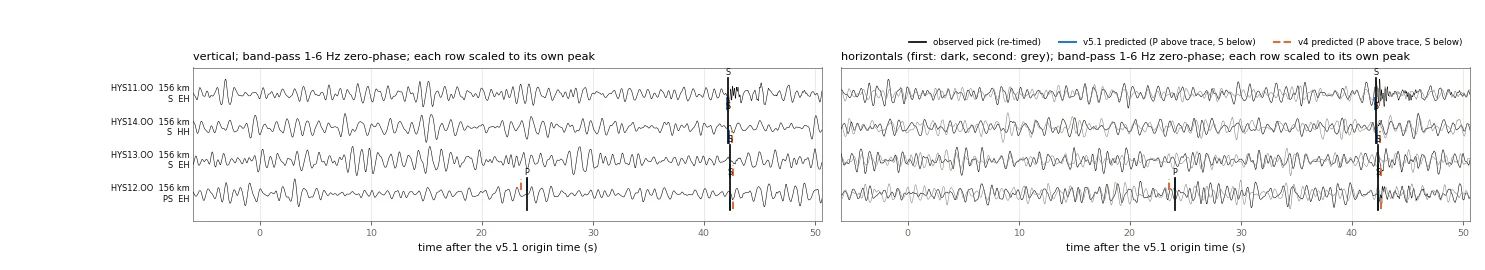 observed pick (re-timed) v5.1 predicted (P above trace, S below) v4 predicted (P above trace, S below)
vertical; band-pass 1-6 Hz zero-phase; each row scaled to its own peak
horizontals (first: dark, second: grey); band-pass 1-6 Hz zero-phase; each row scaled to its own peak
S
S
HYS11.OO 156 km
S EH
HYS14.OO 156 km
S HH
HYS13.OO 156 km
S EH
P
P
HYS12.OO 156 km
PS EH
0 10 20 30 40 50
0 10 20 30 40 50
time after the v5.1 origin time (s)
time after the v5.1 origin time (s)